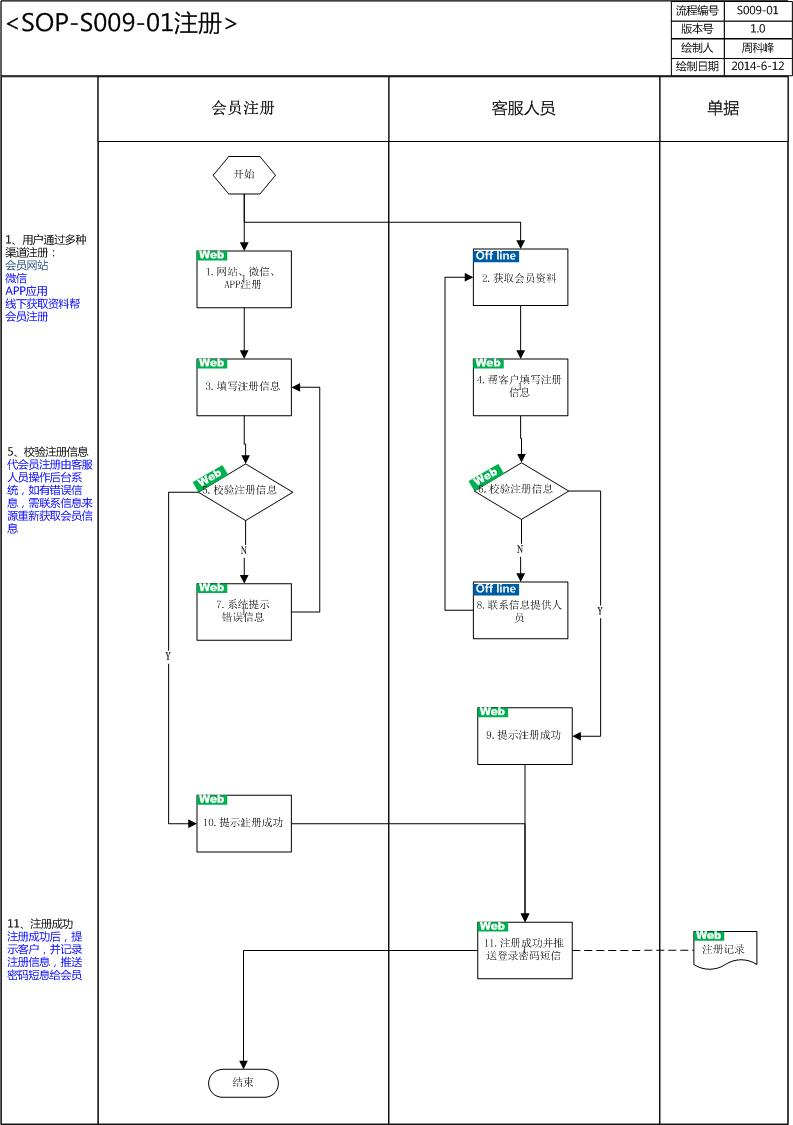 <SOP-S009-01注册>
流程编号 S009-01
版本号 1.0
绘制人 周科峰
绘制日期 2014-6-12
会员注册
客服人员
单据
开始
1、用户通过多种
渠道注册：
会员网站
微信
APP应用
线下获取资料帮
会员注册
Web
1.网站、微信、
APP注册
Off line
2.获取会员资料
Web
3.填写注册信息
Web
4.帮客户填写注册
信息
5、校验注册信息
代会员注册由客服
人员操作后台系
统，如有错误信
息，需联系信息来
源重新获取会员信
息
Web
5.校验注册信息
Web
6.校验注册信息
N
N
Web
7.系统提示
错误信息
Off line
8.联系信息提供人
员
Y
Y
Web
9.提示注册成功
Web
10.提示注册成功
11、注册成功
注册成功后，提
示客户，并记录
注册信息，推送
密码短息给会员
Web
11.注册成功并推
送登录密码短信
Web
注册记录
结束